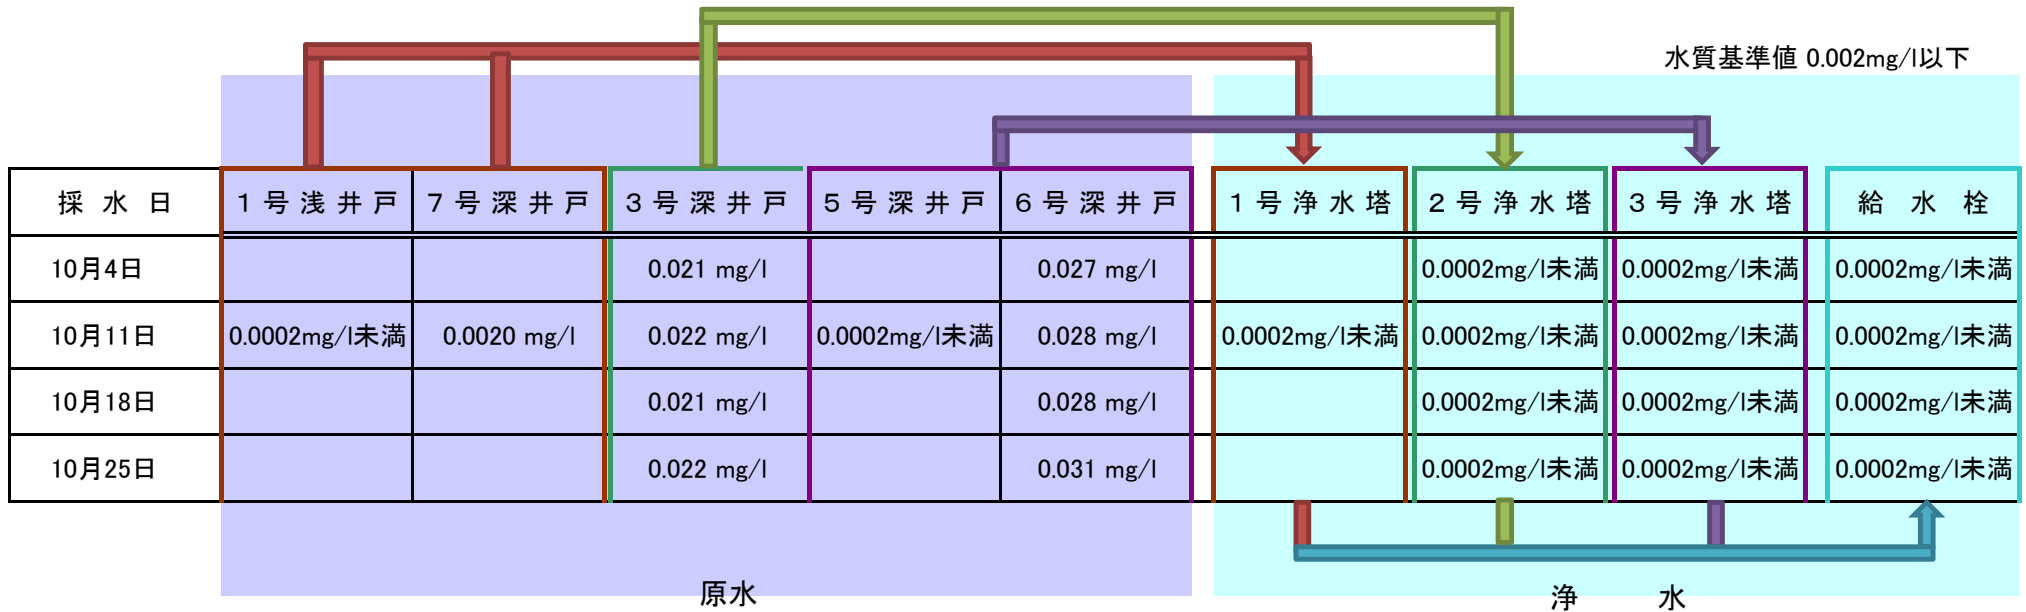 水質基準値 0.002mg/l以下
採 水 日 1 号 浅 井 戸 7 号 深 井 戸 3 号 深 井 戸 5 号 深 井 戸 6 号 深 井 戸 1 号 浄 水 塔 2 号 浄 水 塔 3 号 浄 水 塔 給 水 栓
10月4日 0.021 mg/l 0.027 mg/l 0.0002mg/l未満 0.0002mg/l未満 0.0002mg/l未満
10月11日 0.0002mg/l未満 0.0020 mg/l 0.022 mg/l 0.0002mg/l未満 0.028 mg/l 0.0002mg/l未満 0.0002mg/l未満 0.0002mg/l未満 0.0002mg/l未満
10月18日 0.021 mg/l 0.028 mg/l 0.0002mg/l未満 0.0002mg/l未満 0.0002mg/l未満
10月25日 0.022 mg/l 0.031 mg/l 0.0002mg/l未満 0.0002mg/l未満 0.0002mg/l未満
原水 浄 水